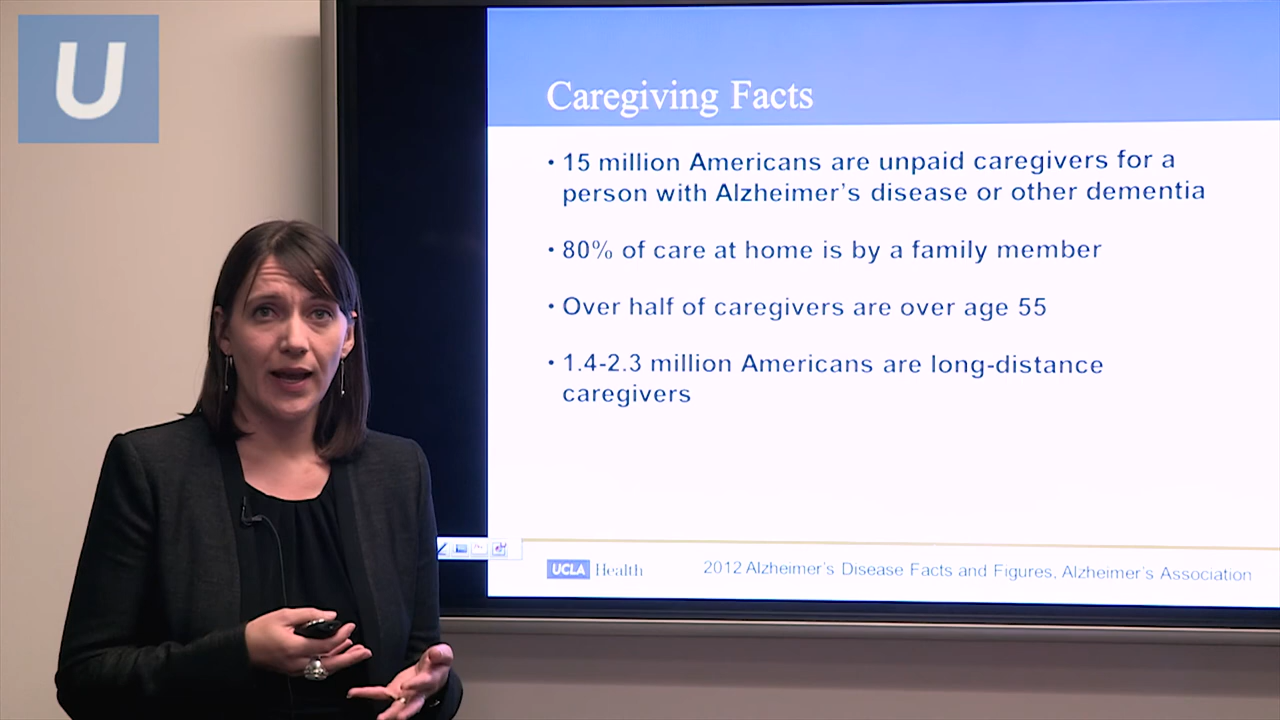 U
Caregiving Facts
• 15 million Americans are unpaid caregivers for a
person with Alzheimer's disease or other dementia
• 80% of care at home is by a family member
• Over half of caregivers are over age 55
• 1.4-2.3 million Americans are long-distance
caregivers
UCLA Health
2012 Alzheimer's Disease Facts and Figures, Alzheimer's Association